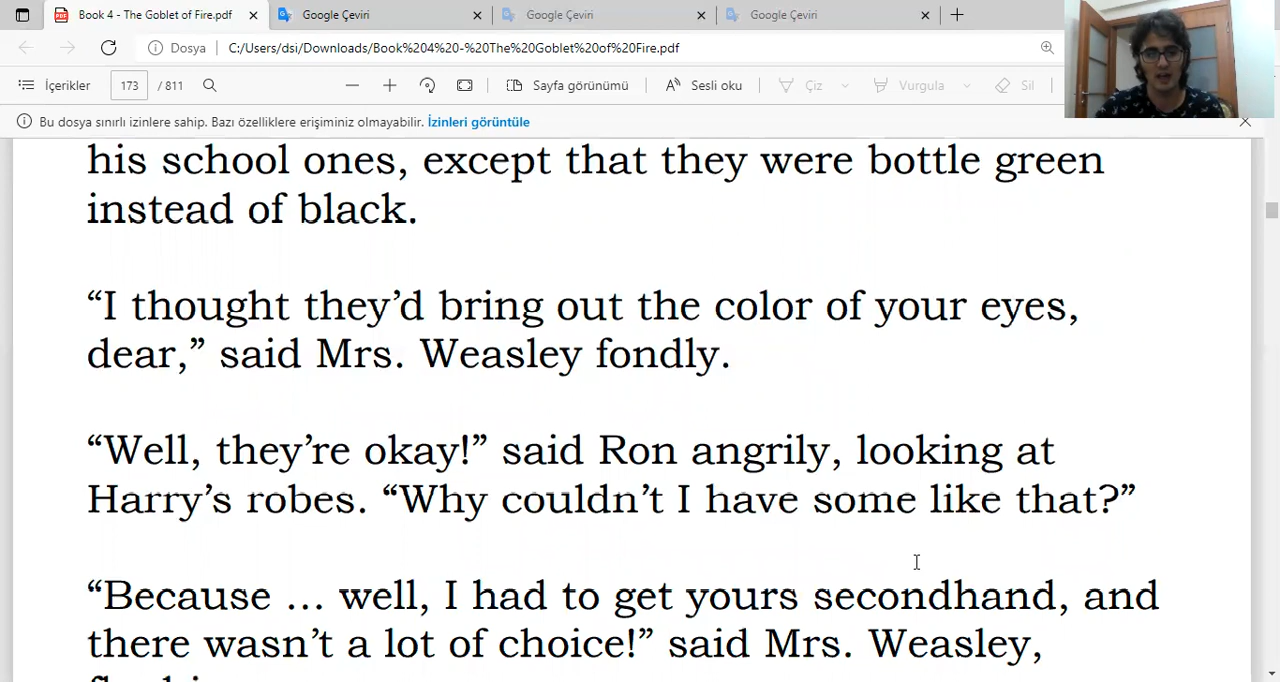 Book 4 - The Goblet of Fire.pdf
Google Çeviri
Google Çeviri
Google Çeviri
Dosya
C:/Users/dsi/Downloads/Book%204%20-%20The%20Goblet%20of%20Fire.pdf
İçerikler
173
/ 811
Sayfa görünümü
Sesli oku
Çiz
Vurgula
Sil
Bu dosya sınırlı izinlere sahip. Bazı özelliklere erişiminiz olmayabilir. İzinleri görüntüle
his school ones, except that they were bottle green
instead of black.
“I thought they’d bring out the color of your eyes,
dear,” said Mrs. Weasley fondly.
“Well, they’re okay!” said Ron angrily, looking at
Harry’s robes. “Why couldn’t I have some like that?”
“Because … well, I had to get yours secondhand, and
there wasn’t a lot of choice!” said Mrs. Weasley,